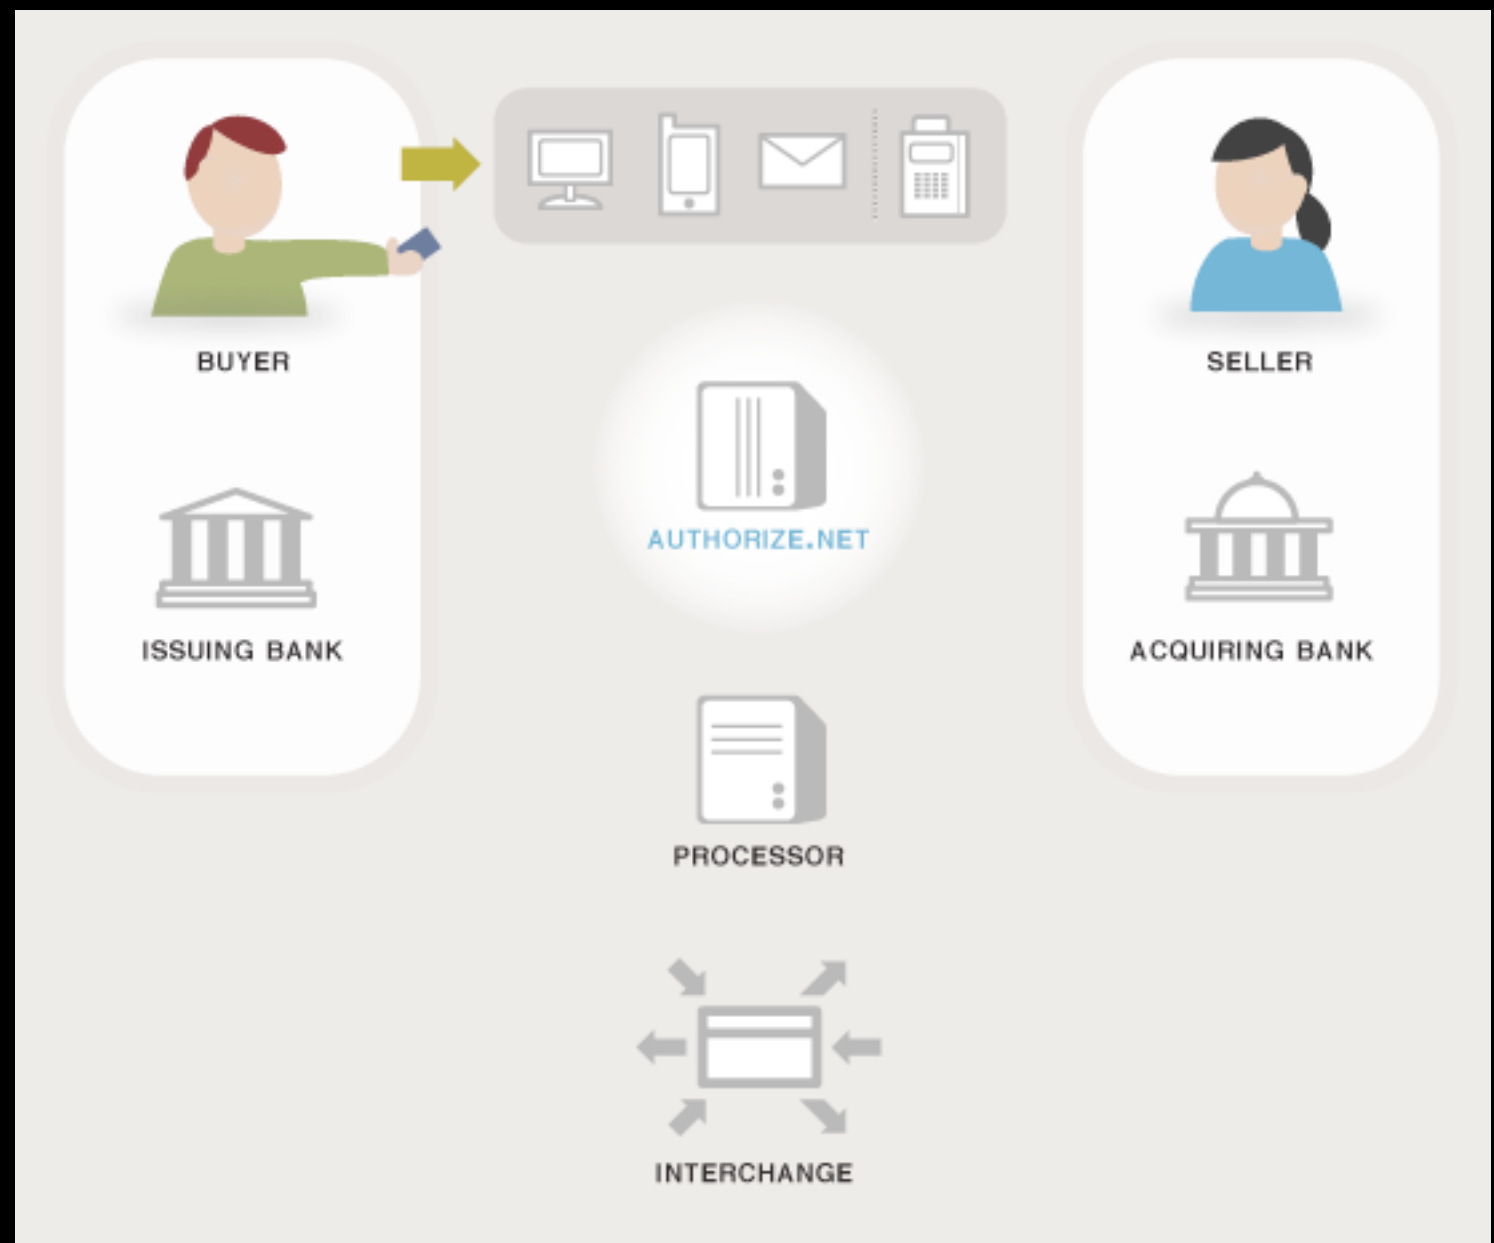 BUYER
SELLER
AUTHORIZE.NET
ISSUING BANK
ACQUIRING BANK
PROCESSOR
INTERCHANGE